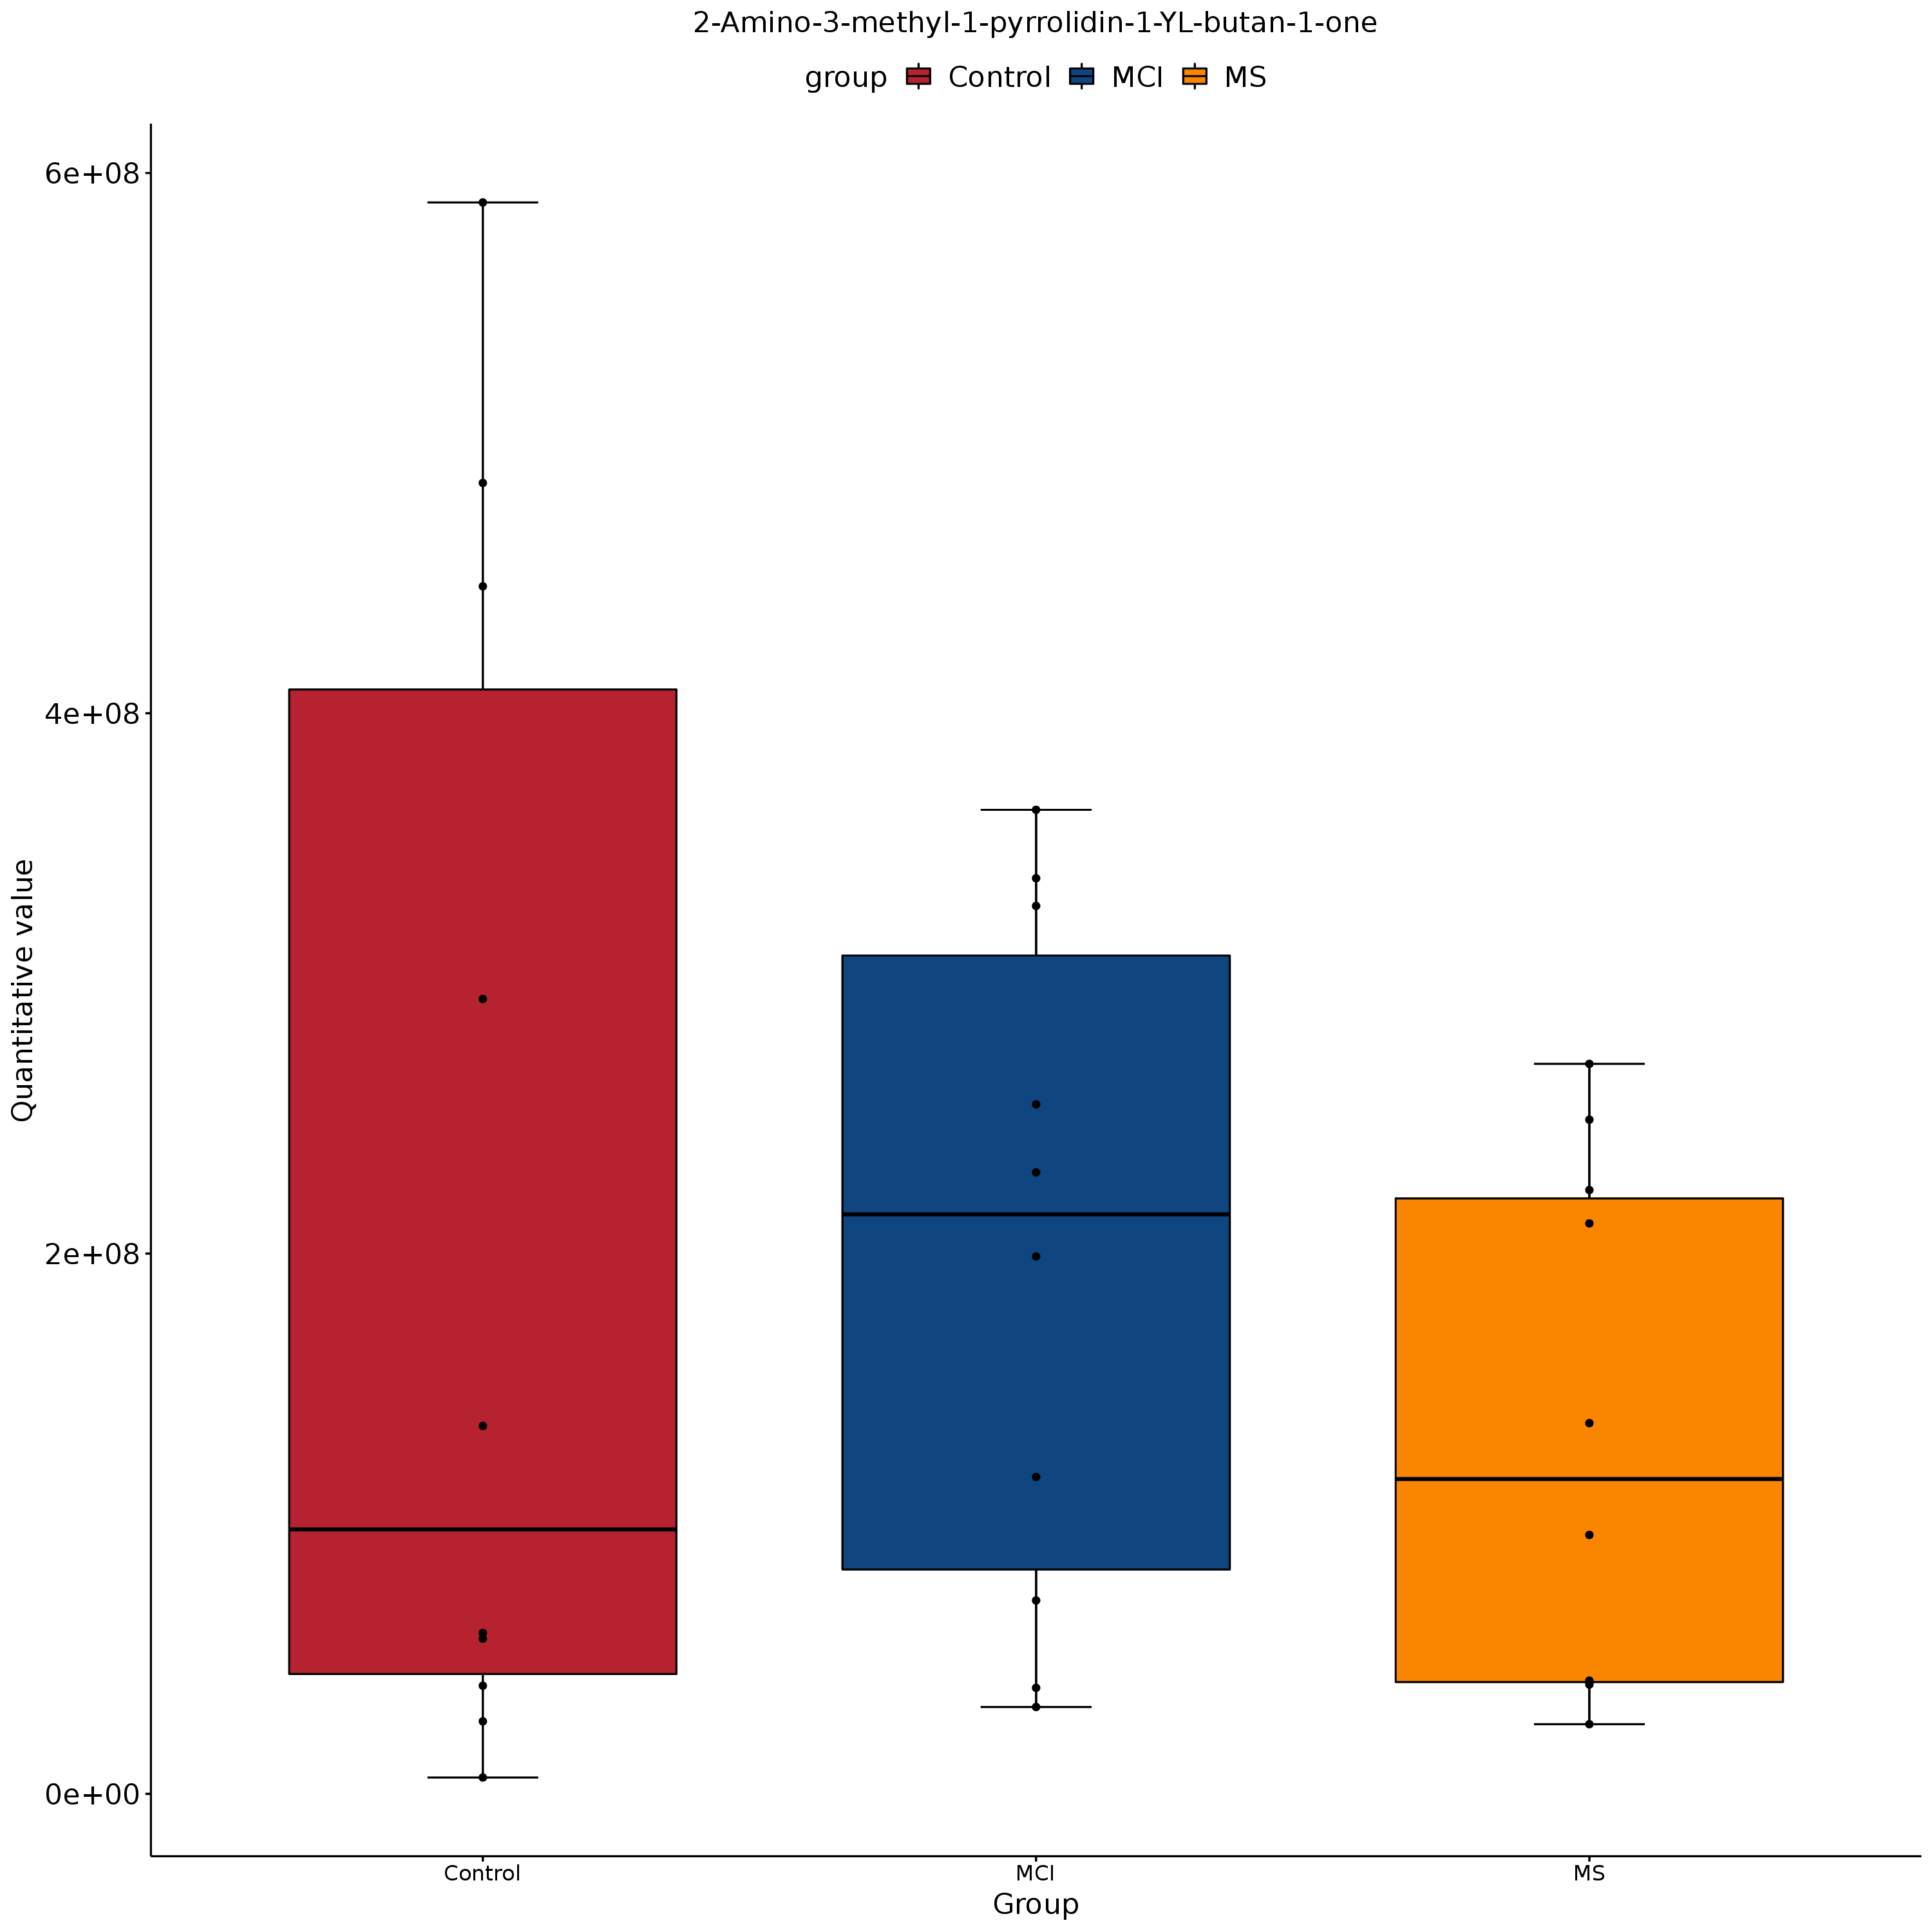 2-Amino-3-methyl-1-pyrrolidin-1-YL-butan-1-one
group Control MCI MS
6e+08
4e+08
2e+08
0e+00
Quantitative value
Control MCI MS
Group